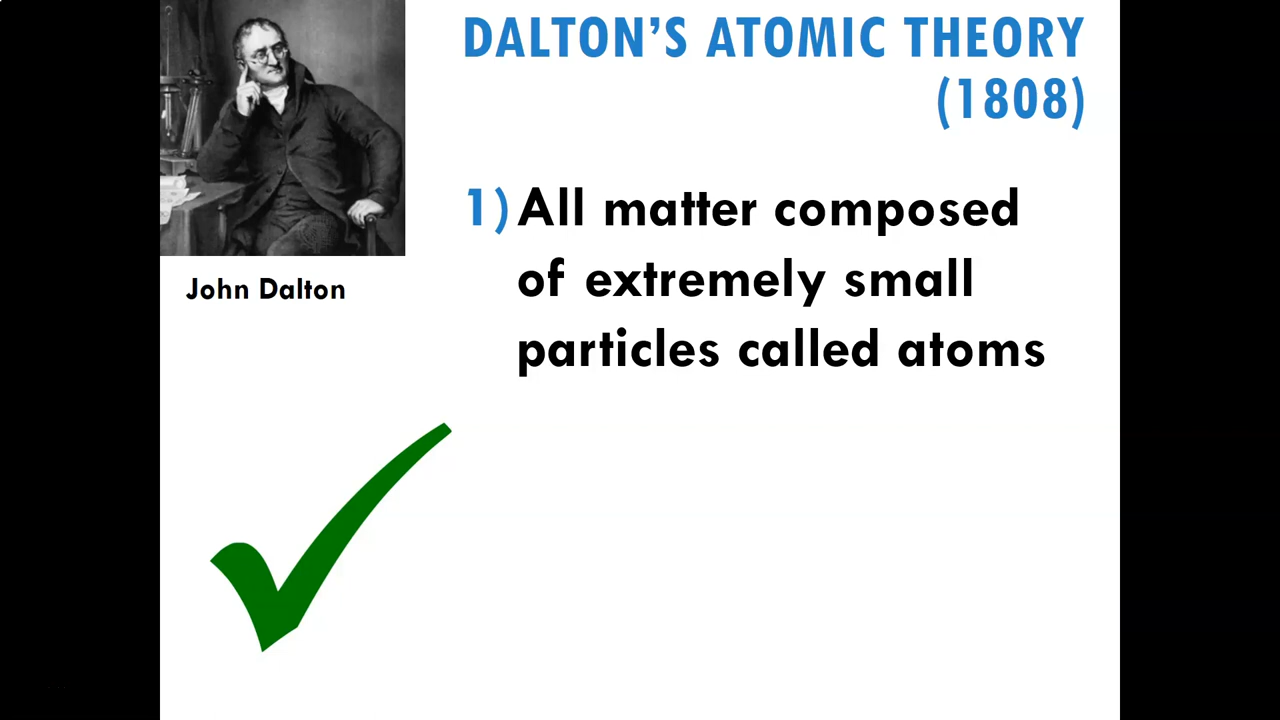 DALTON’S ATOMIC THEORY
(1808)
1) All matter composed
of extremely small
particles called atoms
John Dalton